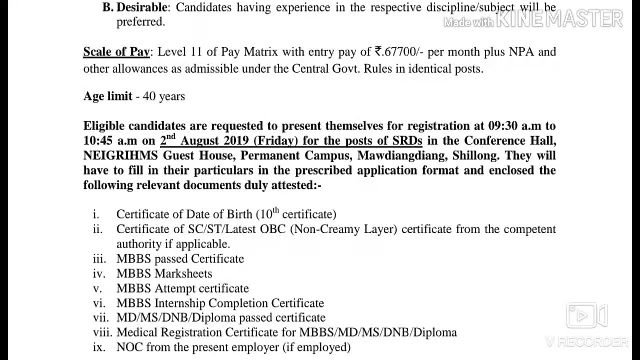 B. Desirable: Candidates having experience in the respective discipline/subject will be
preferred.
Made with KINEMASTER
Scale of Pay: Level 11 of Pay Matrix with entry pay of ₹.67700/- per month plus NPA and
other allowances as admissible under the Central Govt. Rules in identical posts.
Age limit - 40 years
Eligible candidates are requested to present themselves for registration at 09:30 a.m to
10:45 a.m on 2nd August 2019 (Friday) for the posts of SRDs in the Conference Hall,
NEIGRIHMS Guest House, Permanent Campus, Mawdiangdiang, Shillong. They will
have to fill in their particulars in the prescribed application format and enclosed the
following relevant documents duly attested:-
i. Certificate of Date of Birth (10th certificate)
ii. Certificate of SC/ST/Latest OBC (Non-Creamy Layer) certificate from the competent
authority if applicable.
iii. MBBS passed Certificate
iv. MBBS Marksheets
v. MBBS Attempt certificate
vi. MBBS Internship Completion Certificate
vii. MD/MS/DNB/Diploma passed certificate
viii. Medical Registration Certificate for MBBS/MD/MS/DNB/Diploma
ix. NOC from the present employer (if employed)
V RECORDER